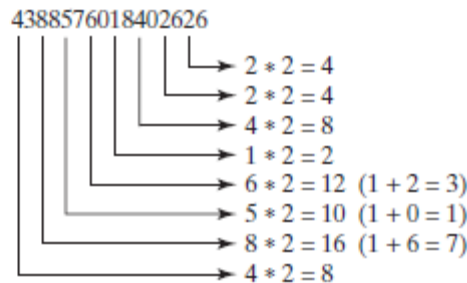 4388576018402626
2 * 2 = 4
2 * 2 = 4
4 * 2 = 8
1 * 2 = 2
6 * 2 = 12 (1 + 2 = 3)
5 * 2 = 10 (1 + 0 = 1)
8 * 2 = 16 (1 + 6 = 7)
4 * 2 = 8